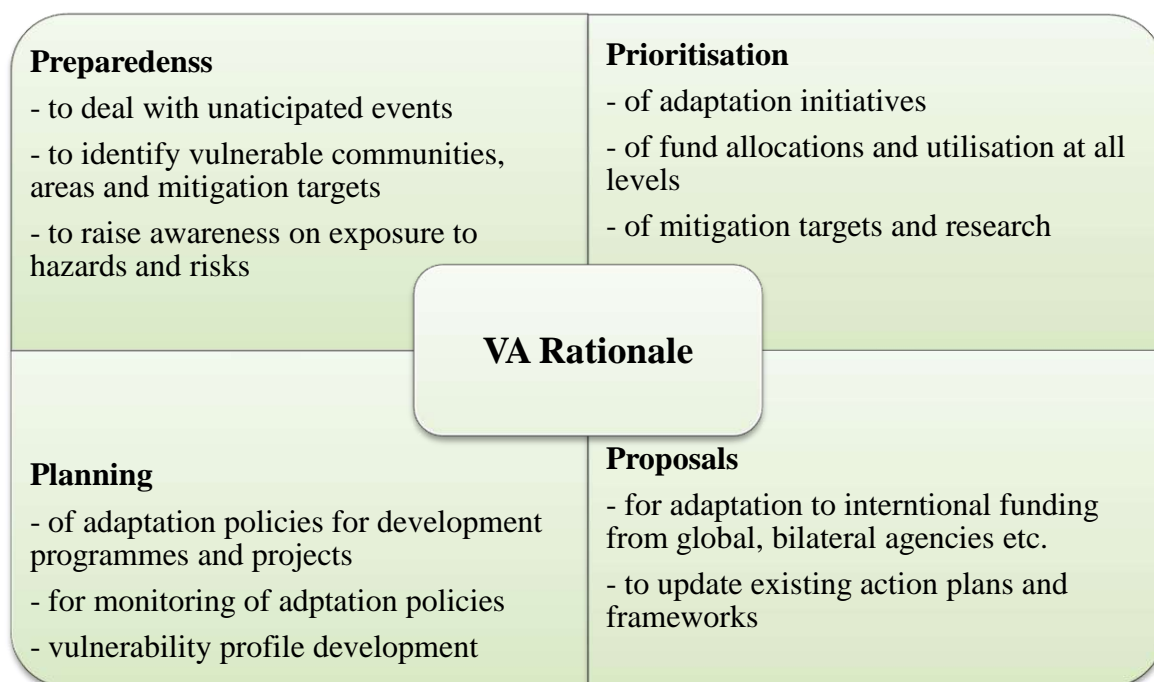 Preparedenss
- to deal with unaticipated events
- to identify vulnerable communities,
areas and mitigation targets
- to raise awareness on exposure to
hazards and risks
Prioritisation
- of adaptation initiatives
- of fund allocations and utilisation at all
levels
- of mitigation targets and research
VA Rationale
Planning
- of adaptation policies for development
programmes and projects
- for monitoring of adptation policies
- vulnerability profile development
Proposals
- for adaptation to interntional funding
from global, bilateral agencies etc.
- to update existing action plans and
frameworks